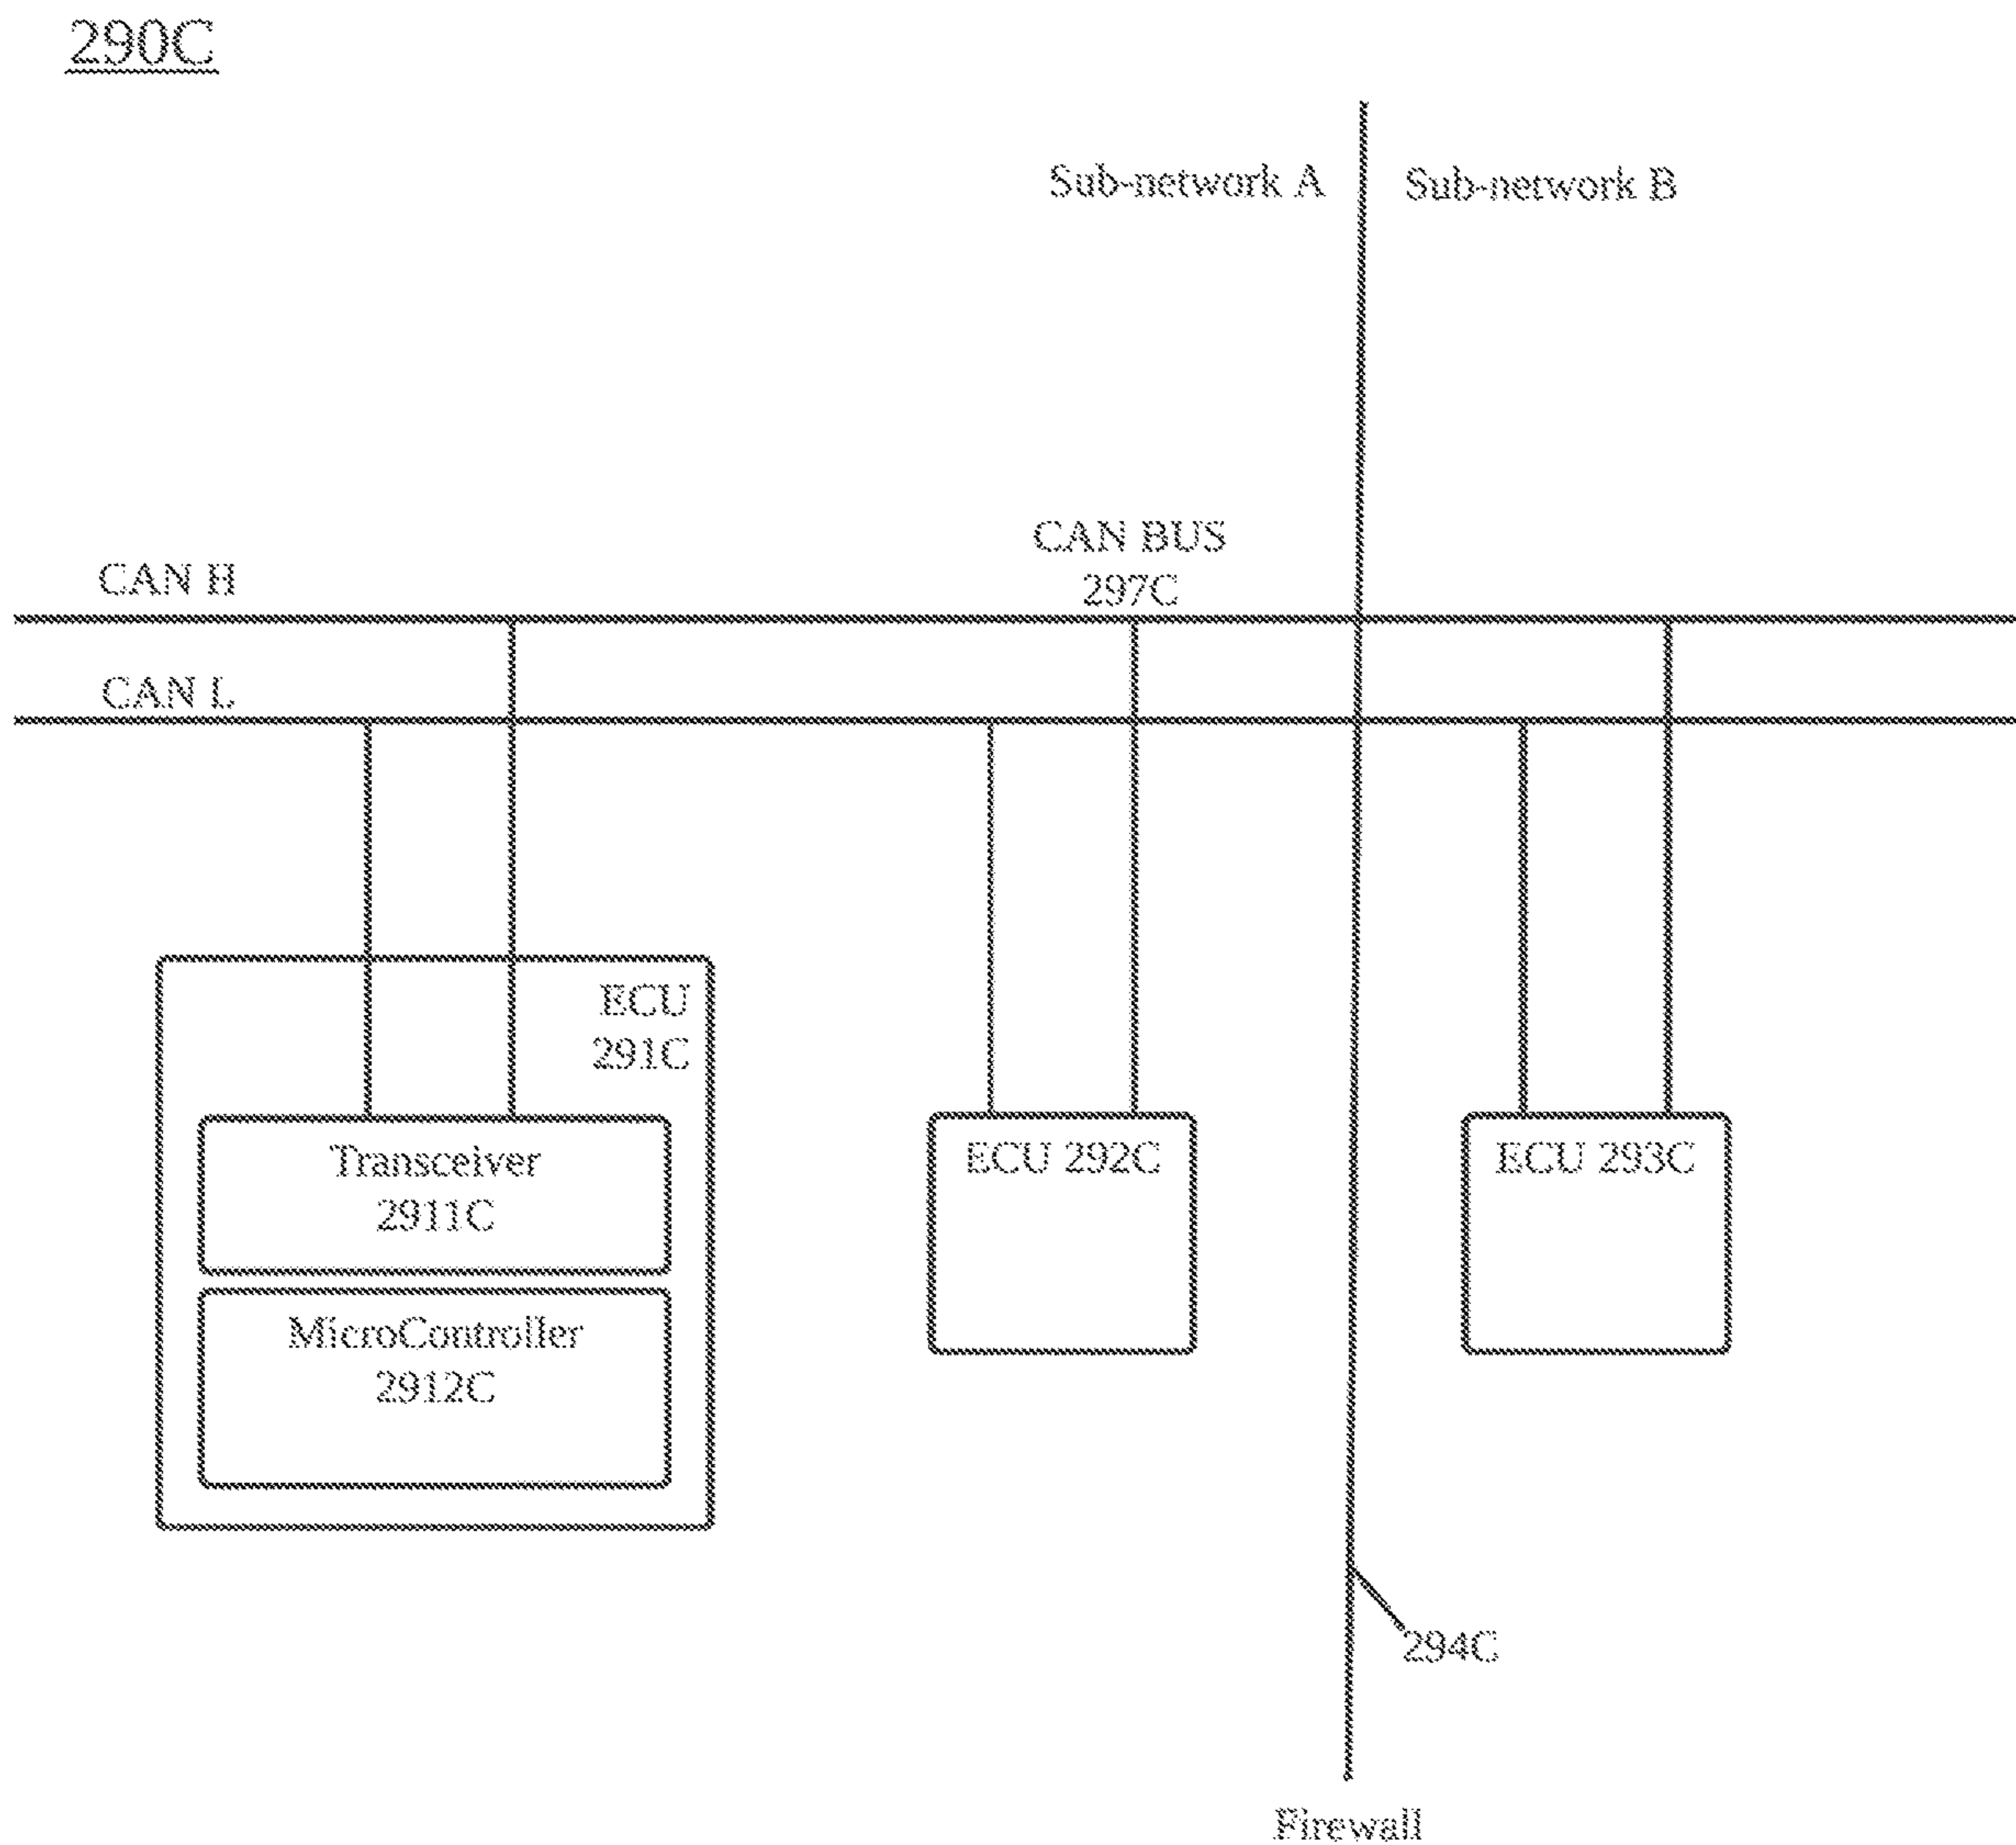 290C
Sub-network A
Sub-network B
CAN BUS
297C
CAN H
CAN L
ECU
291C
Transceiver
2911C
MicroController
2912C
ECU 292C
ECU 293C
294C
Firewall